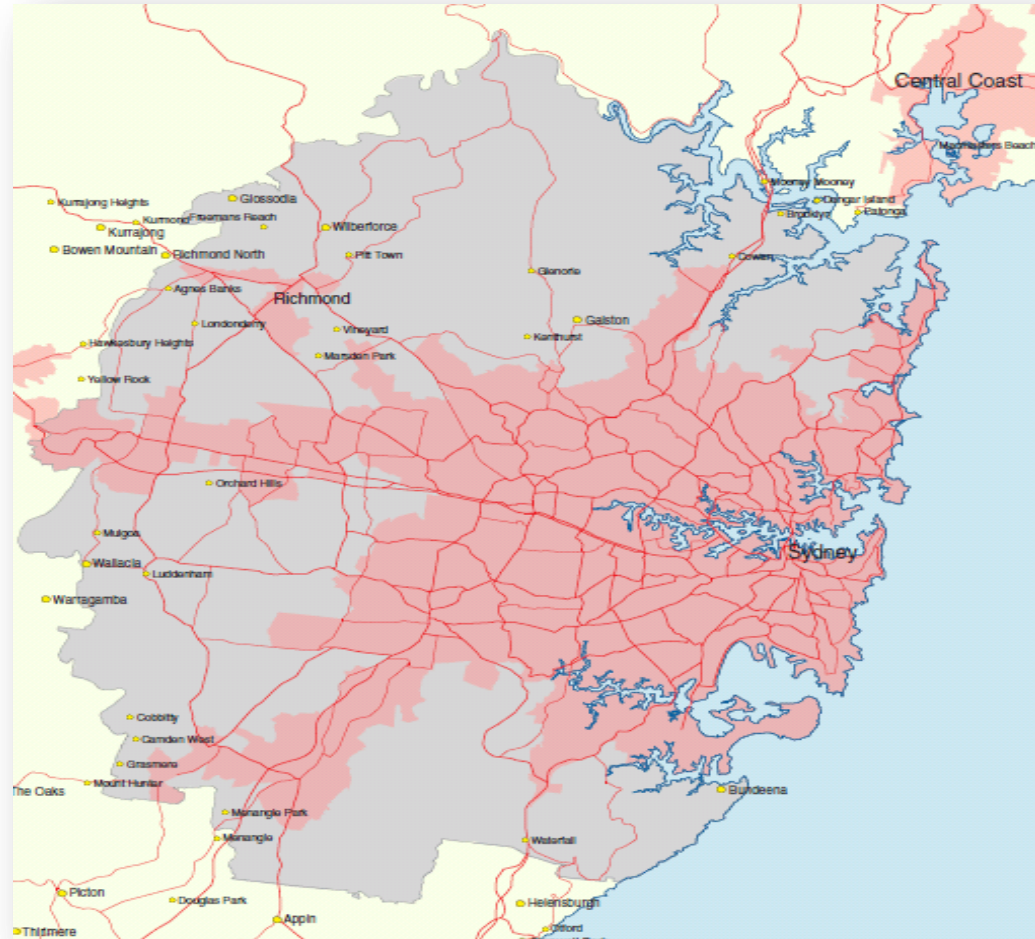 Central Coast
MacMasters Beach
Mooney Mooney
Kurrajong Heights
Glossodia
Dangar Island
Brooklyn
Patonga
Kurmond
Freemans Reach
Kurrajong
Wilberforce
Bowen Mountain
Richmond North
Pitt Town
Cowan
Glenorie
Agnes Banks
Richmond
Londonderry
Vineyard
Galston
Kenthurst
Hawkesbury Heights
Marsden Park
Yellow Rock
Orchard Hills
Mulgoa
Sydney
Wallacia
Luddenham
Warragamba
Cobbitty
Camden West
Grasmere
Mount Hunter
The Oaks
Bundeena
Menangle Park
Menangle
Waterfall
Picton
Douglas Park
Helensburgh
Appin
Otford
Thirlmere